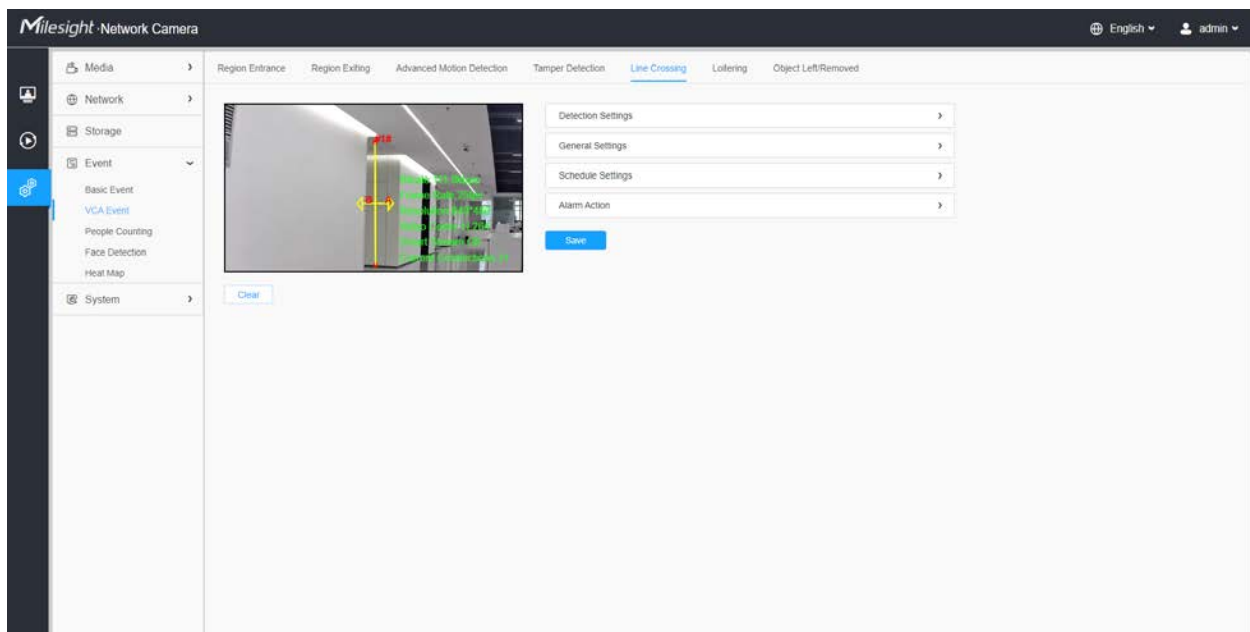 Milesight ·Network Camera
English
admin
Media
Network
Storage
Event
Basic Event
VCA Event
People Counting
Face Detection
Heat Map
System
Region Entrance
Region Exiting
Advanced Motion Detection
Tamper Detection
Line Crossing
Loitering
Object Left/Removed
B
A
Clear
Detection Settings
General Settings
Schedule Settings
Alarm Action
Save